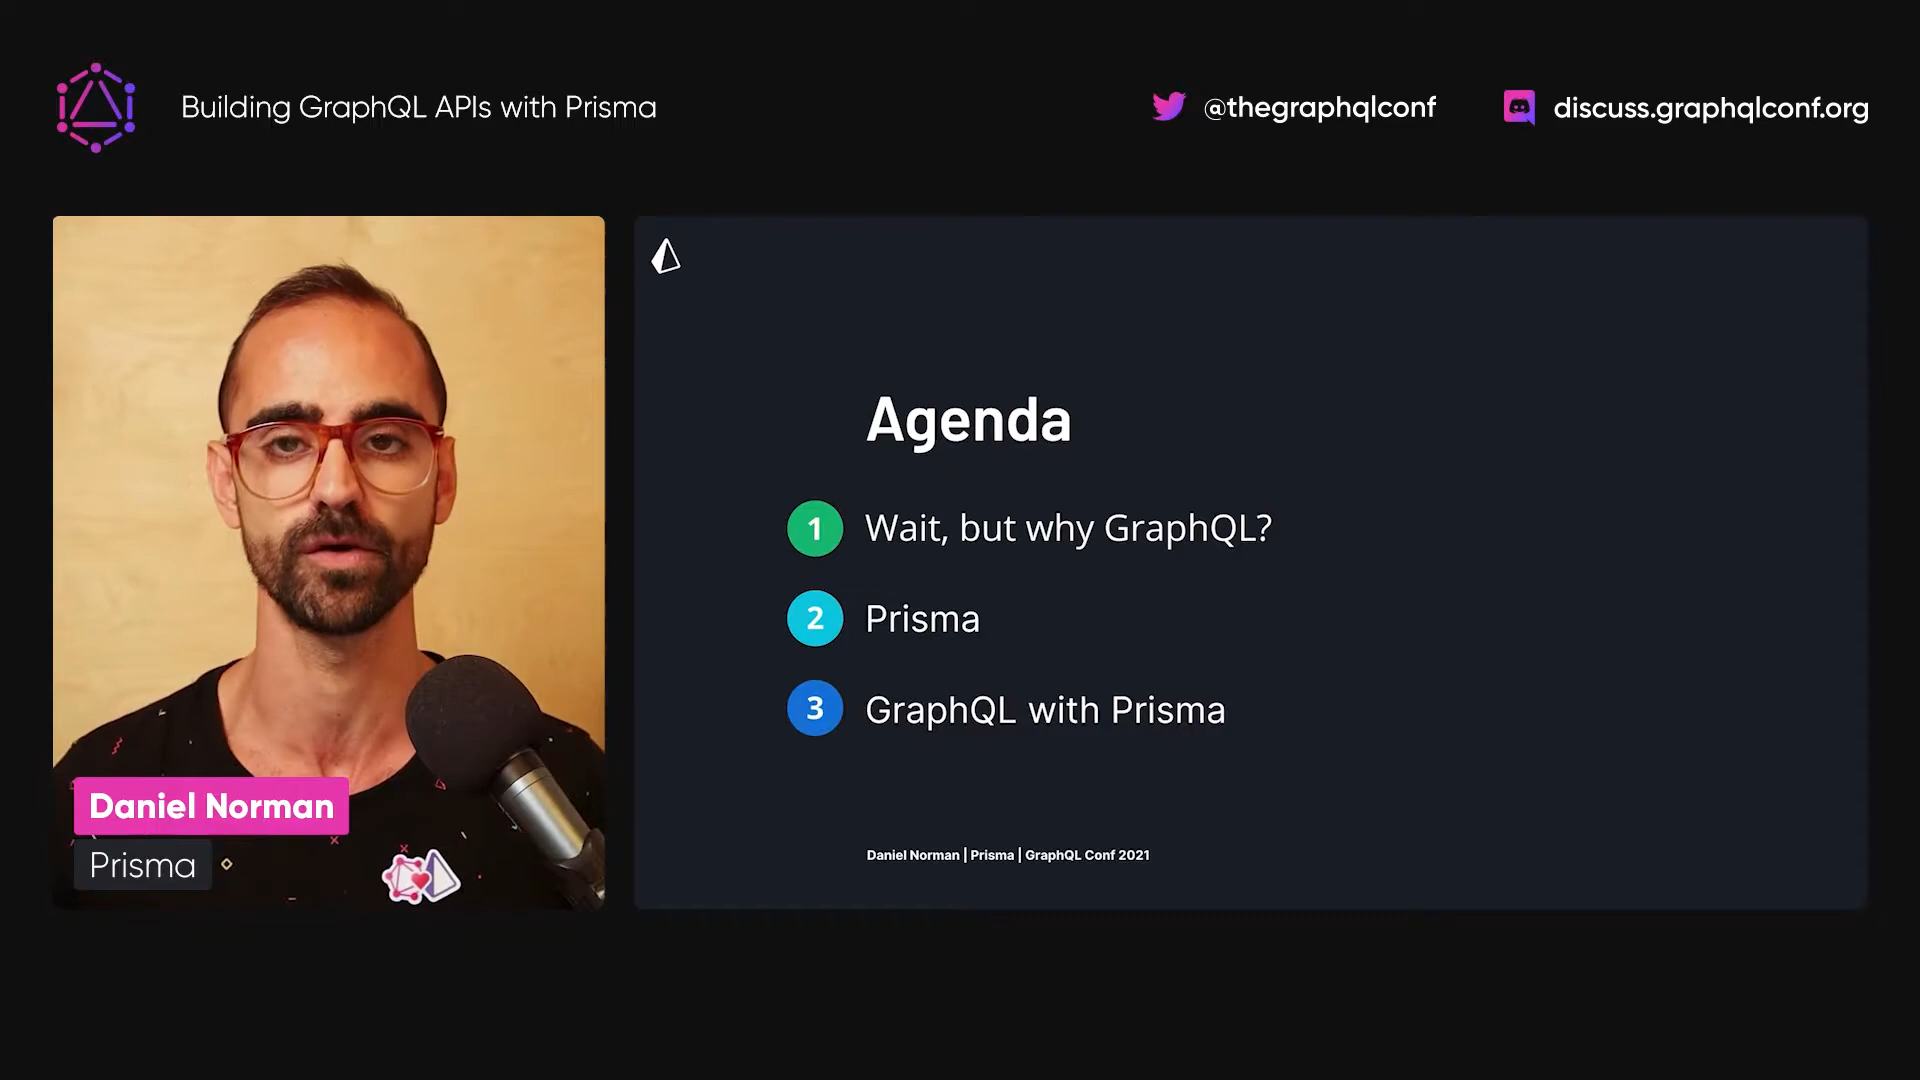 Building GraphQL APIs with Prisma
@thegraphqlconf
discuss.graphqlconf.org
Agenda
1 Wait, but why GraphQL?
2 Prisma
3 GraphQL with Prisma
Daniel Norman | Prisma | GraphQL Conf 2021
Daniel Norman
Prisma